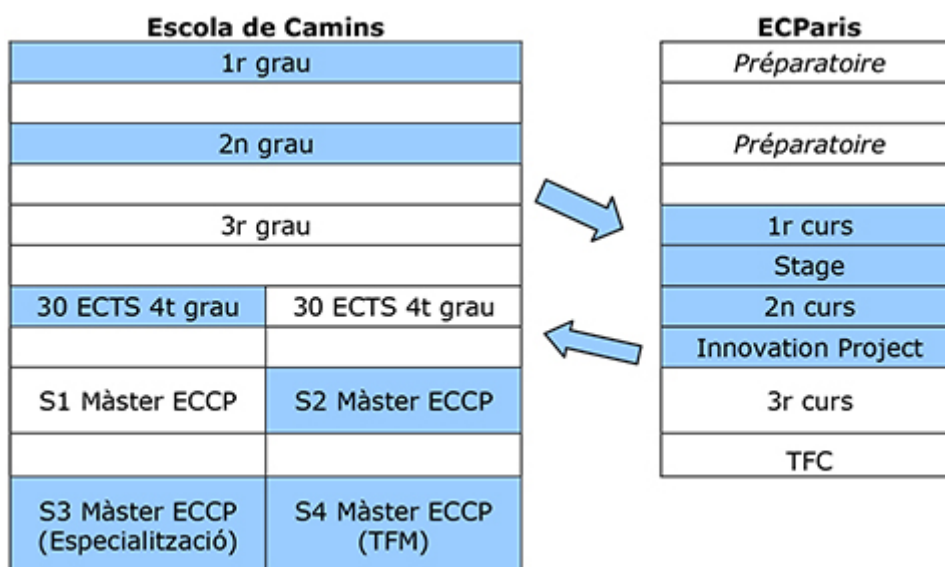 Escola de Camins
1r grau
2n grau
3r grau
30 ECTS 4t grau
30 ECTS 4t grau
S1 Màster ECCP
S2 Màster ECCP
S3 Màster ECCP
(Especialització)
S4 Màster ECCP
(TFM)
ECParis
Préparatoire
Préparatoire
1r curs
Stage
2n curs
Innovation Project
3r curs
TFC